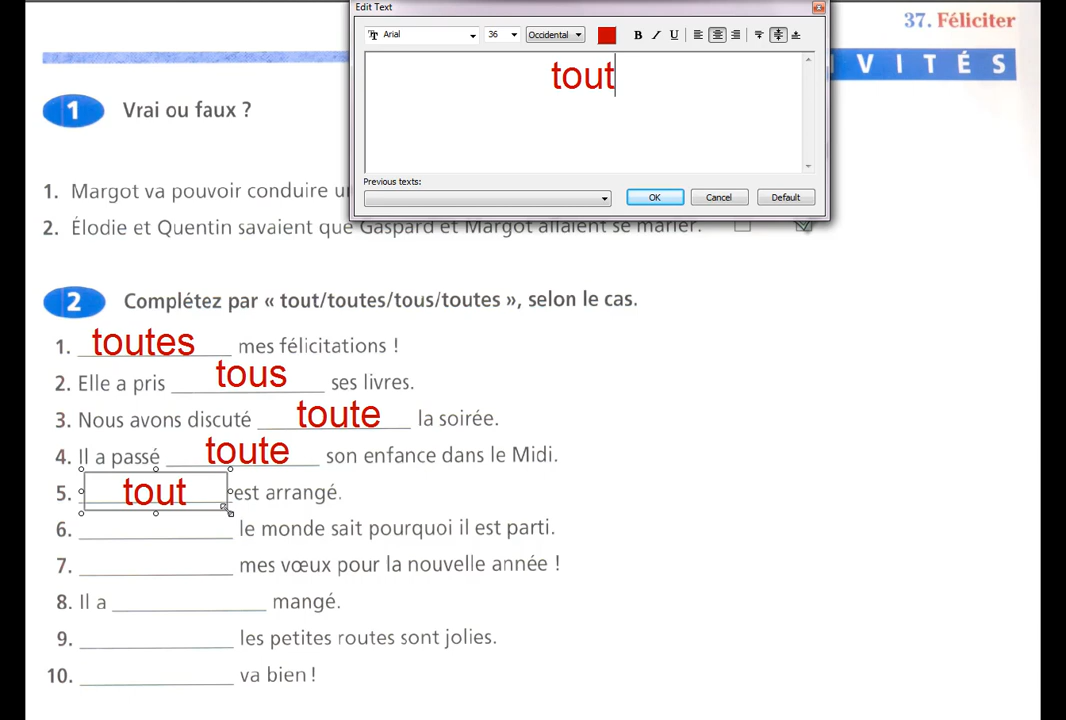 Edit Text
37. Féliciter
Arial
36
Occidental
B I U
VITÉS
tout
1 Vrai ou faux ?
Previous texts:
OK
Cancel
Default
1. Margot va pouvoir conduire
2. Élodie et Quentin savaient que Gaspard et Margot allaient se marier.
2 Complétez par « tout/toutes/tous/toutes », selon le cas.
1. toutes mes félicitations !
2. Elle a pris tous ses livres.
3. Nous avons discuté toute la soirée.
4. Il a passé toute son enfance dans le Midi.
5. tout est arrangé.
6. le monde sait pourquoi il est parti.
7. mes vœux pour la nouvelle année !
8. Il a mangé.
9. les petites routes sont jolies.
10. va bien !